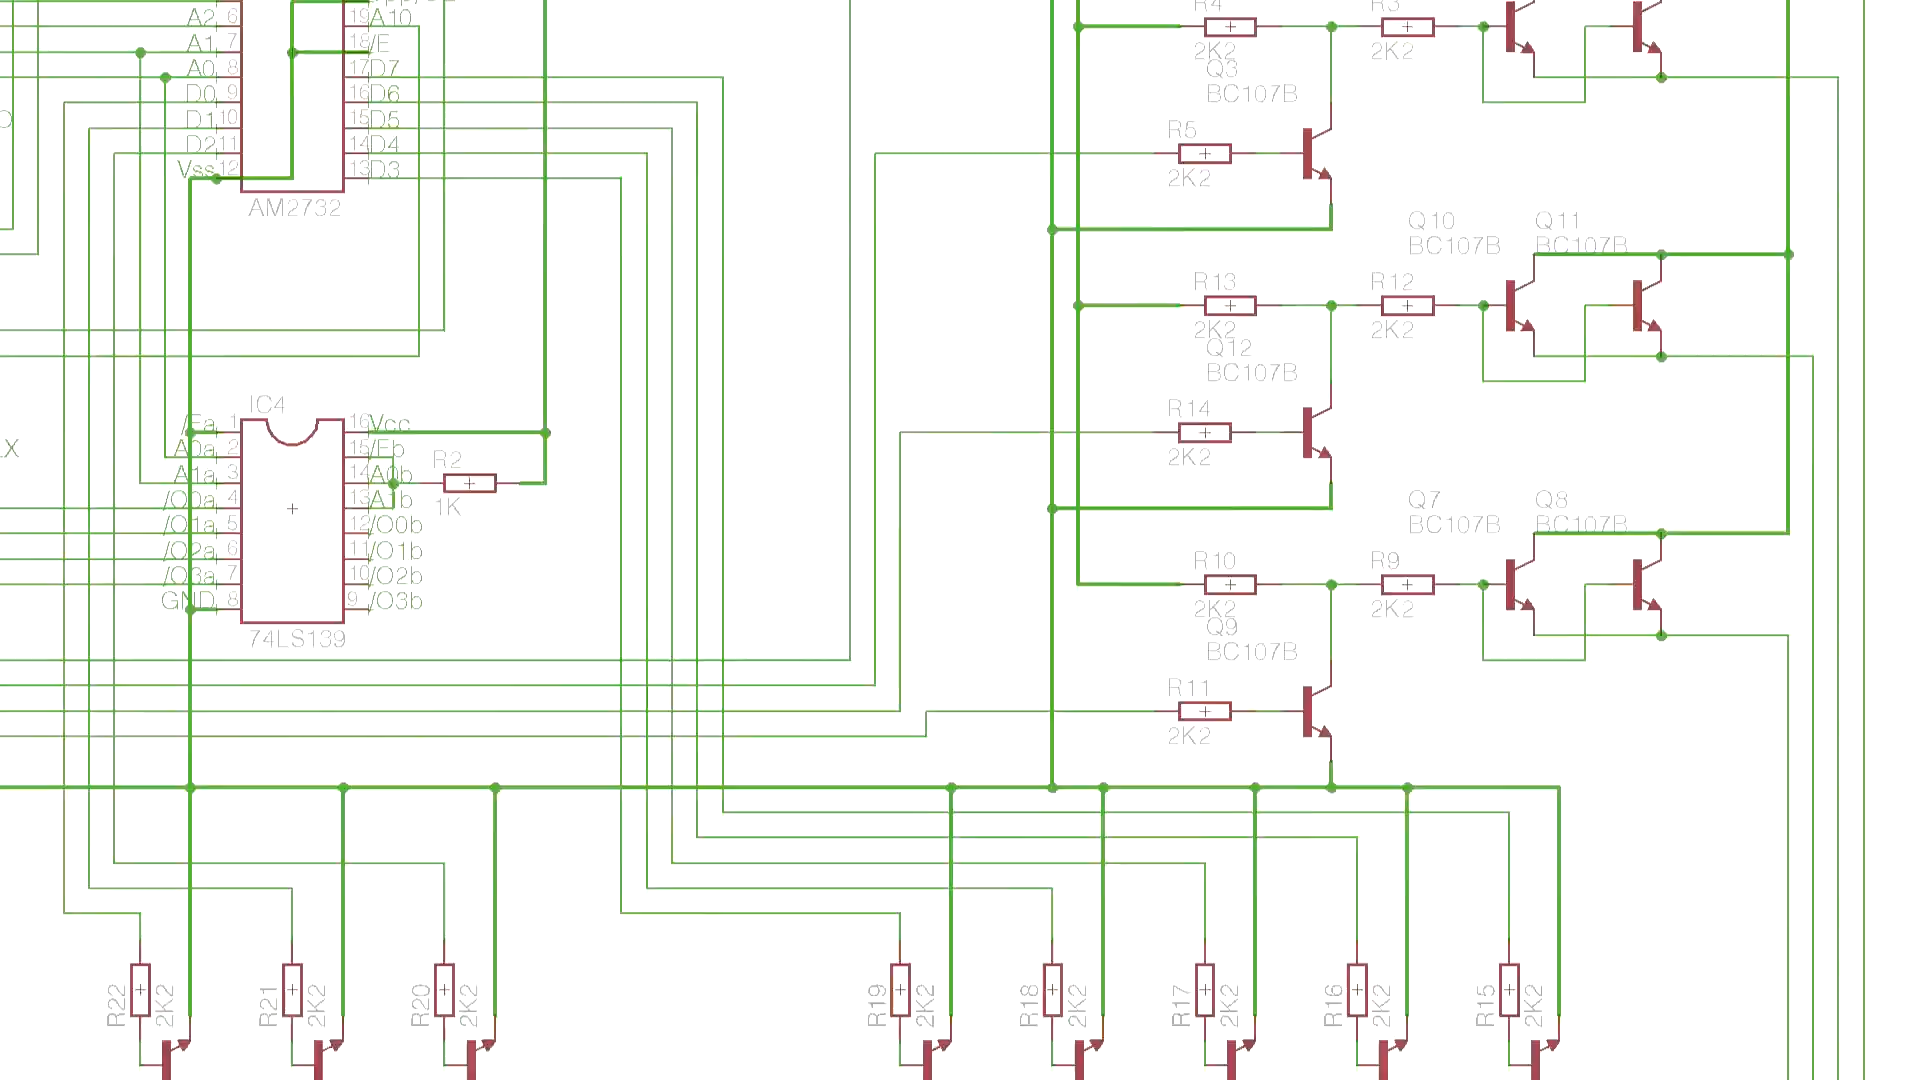 A2 6
19 A10
A1 7
18 /E
A0 8
17 D7
D0 9
16 D6
D1 10
15 D5
D2 11
14 D4
Vss 12
13 D3
AM2732
IC4
/Ea 1
16 Vcc
A0a 2
15 /Eb
A1a 3
14 A0b
/O0a 4
13 A1b
/O1a 5
12 /O0b
/O2a 6
11 /O1b
/O3a 7
10 /O2b
GND 8
9 /O3b
74LS139
R2
1K
R4
2K2
R3
2K2
Q3
BC107B
R5
2K2
Q10
BC107B
Q11
BC107B
R13
2K2
R12
2K2
Q12
BC107B
R14
2K2
Q7
BC107B
Q8
BC107B
R10
2K2
R9
2K2
Q9
BC107B
R11
2K2
R22
2K2
R21
2K2
R20
2K2
R19
2K2
R18
2K2
R17
2K2
R16
2K2
R15
2K2